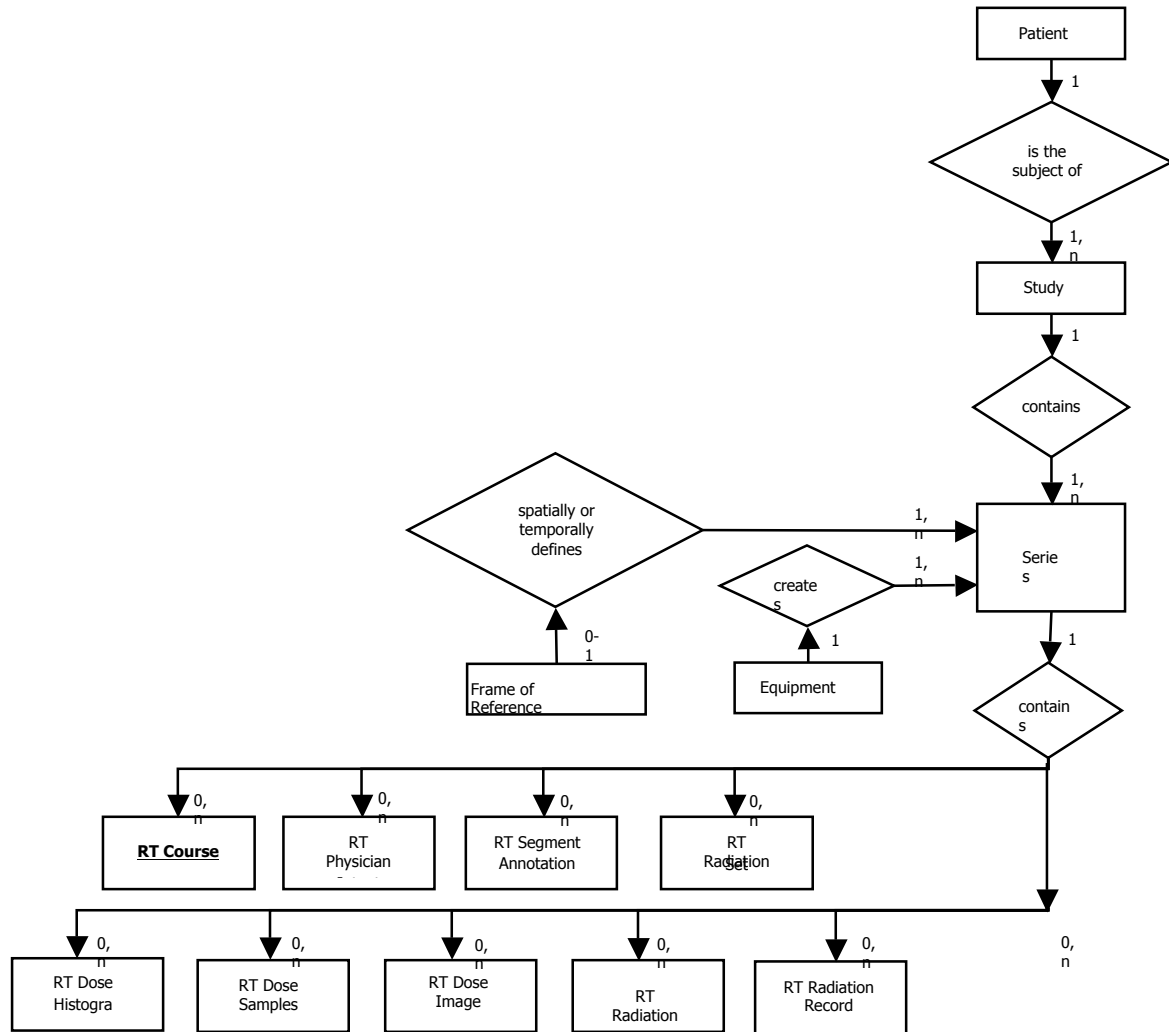 Patient
1
is the
subject of
1,
n
Study
1
contains
1,
n
spatially or
temporally
defines
1,
n
Serie
s
create
s
1,
n
0-
1
1
1
Frame of
Reference
Equipment
contain
s
0,
n
0,
n
0,
n
0,
n
RT Course
RT
Physician
RT Segment
Annotation
RT
Radiation
Set
0,
n
0,
n
0,
n
0,
n
0,
n
0,
n
RT Dose
Histogra
RT Dose
Samples
RT Dose
Image
RT
Radiation
RT Radiation
Record